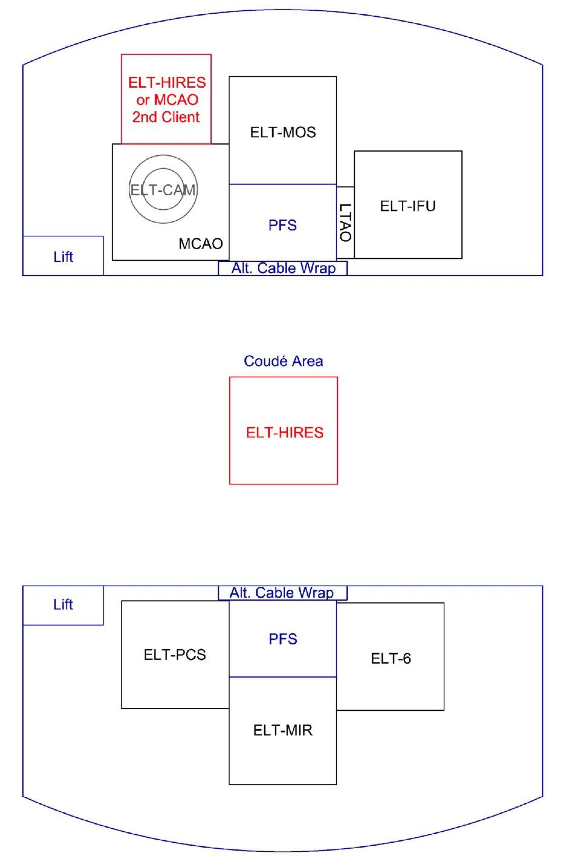 ELT-HIRES
or MCAO
2nd Client
ELT-MOS
ELT-CAM
ELT-IFU
LTAO
PFS
MCAO
Lift
Alt. Cable Wrap
Coudé Area
ELT-HIRES
Alt. Cable Wrap
Lift
PFS
ELT-PCS
ELT-6
ELT-MIR